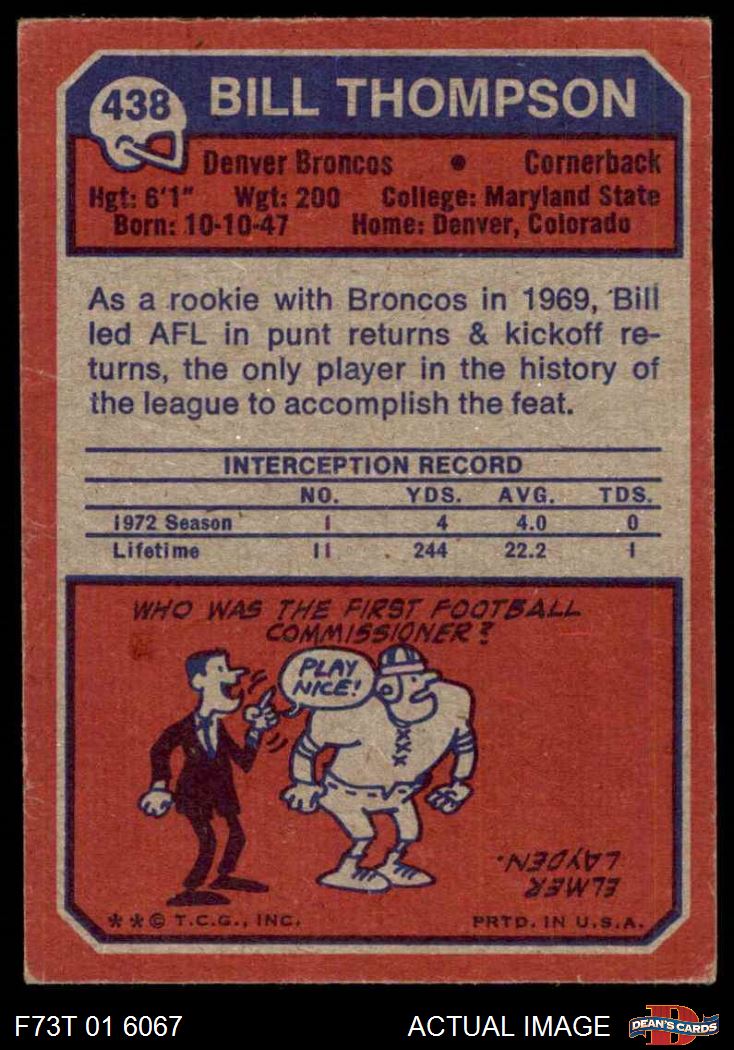 438 BILL THOMPSON
Denver Broncos • Cornerback
Hgt: 6'1" Wgt: 200 College: Maryland State
Born: 10-10-47 Home: Denver, Colorado
As a rookie with Broncos in 1969, Bill
led AFL in punt returns & kickoff re-
turns, the only player in the history of
the league to accomplish the feat.
INTERCEPTION RECORD
NO. YDS. AVG. TDS.
1972 Season 1 4 4.0 0
Lifetime 11 244 22.2 1
WHO WAS THE FIRST FOOTBALL
COMMISSIONER?
PLAY
NICE!
ELMER
LAYDEN.
** © T.C.G., INC. PRTD. IN U.S.A.
F73T 01 6067 ACTUAL IMAGE
D
DEAN'S CARDS